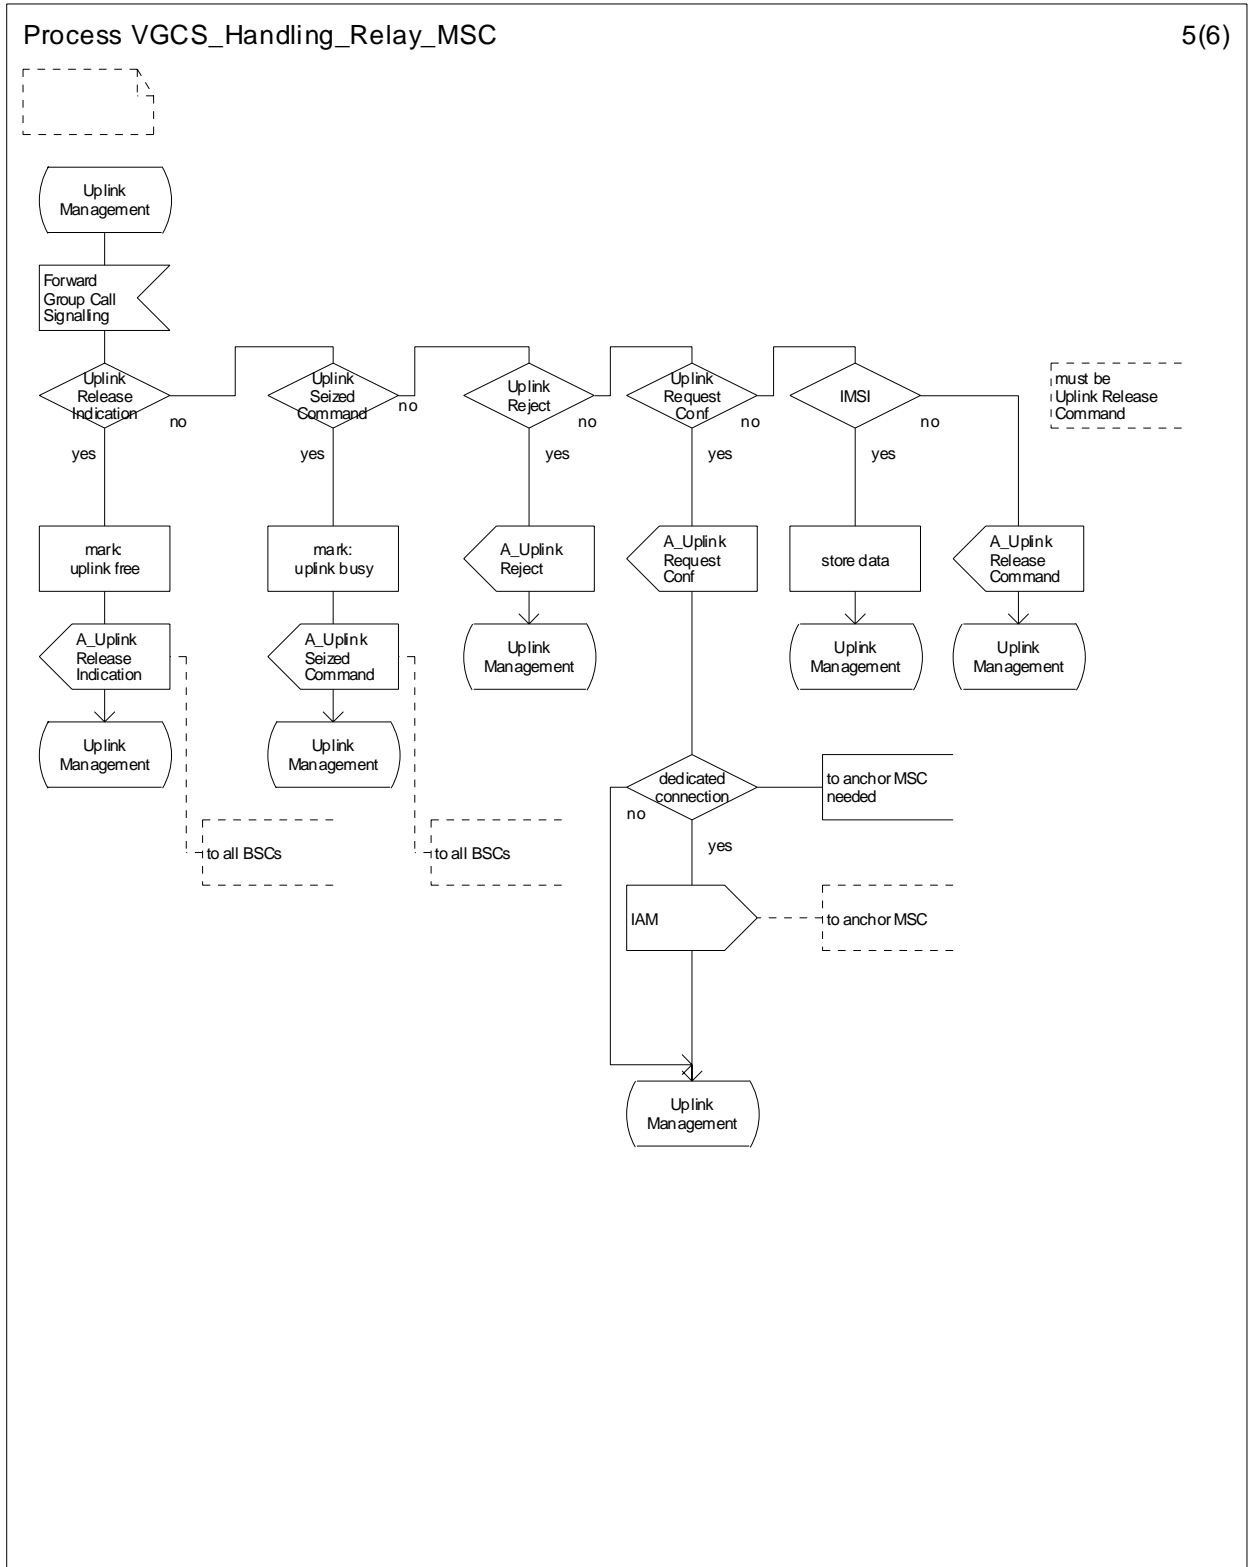 Process VGCS_Handling_Relay_MSC
5(6)
Uplink
Management
Forward
Group Call
Signalling
Uplink
Release
Indication
no
yes
Uplink
Seized
Command
no
yes
Uplink
Reject
no
yes
Uplink
Request
Conf
no
yes
IMSI
no
yes
must be
Uplink Release
Command
mark:
uplink free
mark:
uplink busy
A_Uplink
Reject
A_Uplink
Request
Conf
store data
A_Uplink
Release
Command
A_Uplink
Release
Indication
A_Uplink
Seized
Command
Uplink
Management
Uplink
Management
Uplink
Management
Uplink
Management
Uplink
Management
dedicated
connection
no
yes
to anchor MSC
needed
to all BSCs
to all BSCs
IAM
to anchor MSC
Uplink
Management